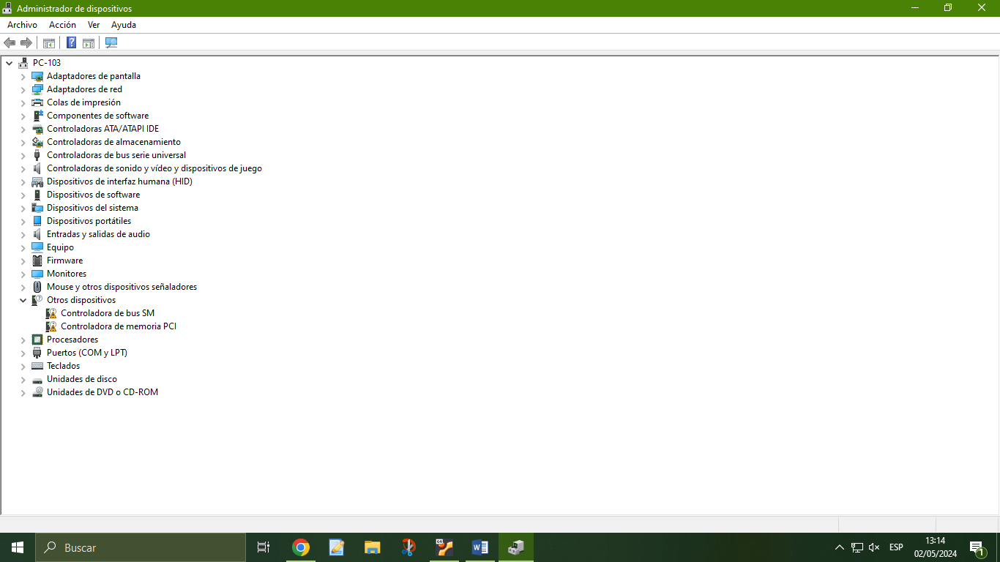 Administrador de dispositivos
Archivo Acción Ver Ayuda
PC-103
Adaptadores de pantalla
Adaptadores de red
Colas de impresión
Componentes de software
Controladoras ATA/ATAPI IDE
Controladoras de almacenamiento
Controladoras de bus serie universal
Controladoras de sonido y vídeo y dispositivos de juego
Dispositivos de interfaz humana (HID)
Dispositivos de software
Dispositivos del sistema
Dispositivos portátiles
Entradas y salidas de audio
Equipo
Firmware
Monitores
Mouse y otros dispositivos señaladores
Otros dispositivos
Controladora de bus SM
Controladora de memoria PCI
Procesadores
Puertos (COM y LPT)
Teclados
Unidades de disco
Unidades de DVD o CD-ROM
Buscar
ESP
13:14
02/05/2024
1